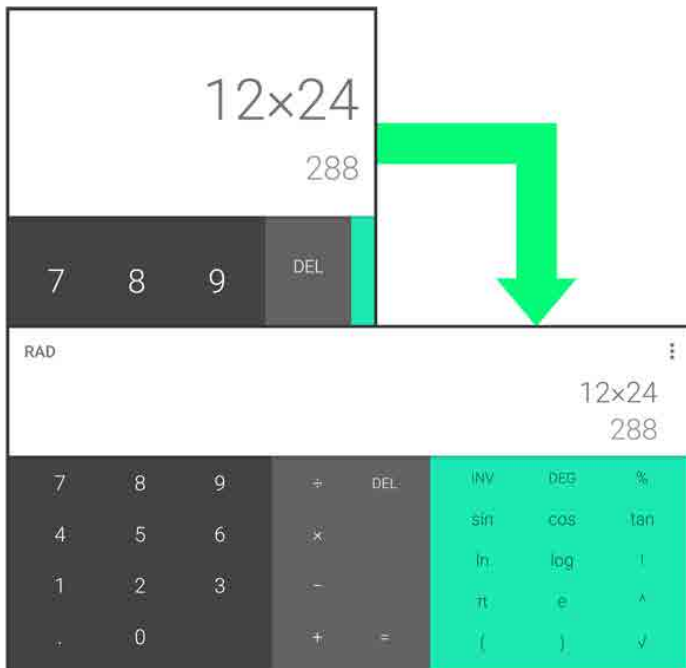 12×24
288
7 8 9 DEL
RAD
12×24
288
7 8 9 ÷ DEL INV DEG %
4 5 6 × sin cos tan
1 2 3 − ln log !
. 0 + = π e ^
( ) √